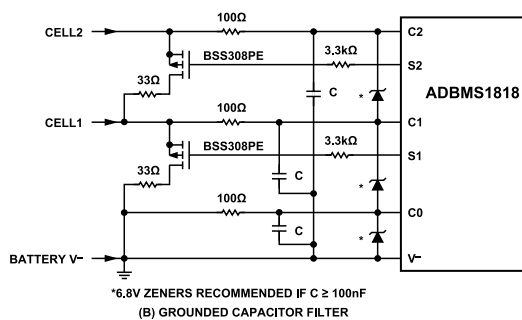 100Ω
CELL2
C2
BSS308PE
3.3kΩ
S2
33Ω
C
*
ADBMS1818
100Ω
CELL1
C1
BSS308PE
3.3kΩ
S1
33Ω
C
*
100Ω
C0
C
*
BATTERY V–
V–
*6.8V ZENERS RECOMMENDED IF C ≥ 100nF
(B) GROUNDED CAPACITOR FILTER